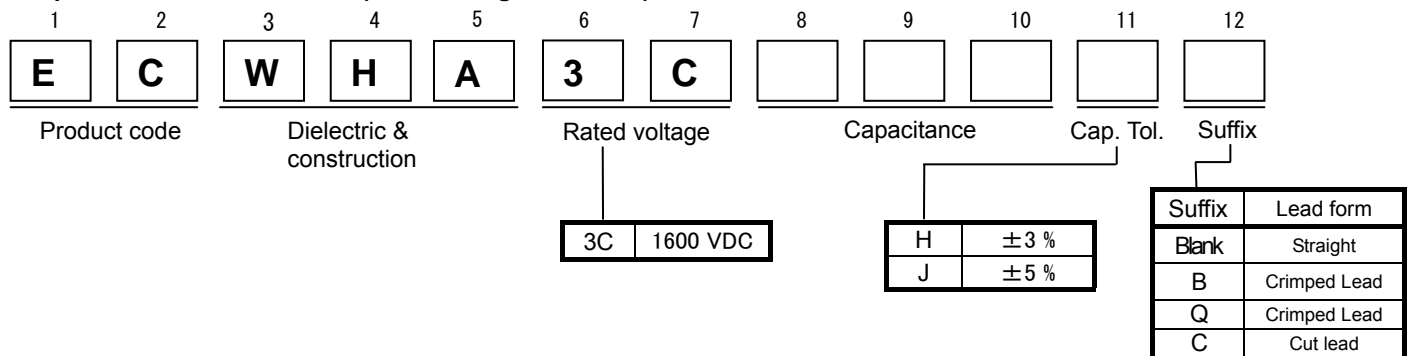 1 2 3 4 5 6 7 8 9 10 11 12
E C W H A 3 C
Product code Dielectric & construction Rated voltage Capacitance Cap. Tol. Suffix
3C 1600 VDC
H ±3 %
J ±5 %
Suffix Lead form
Blank Straight
B Crimped Lead
Q Crimped Lead
C Cut lead